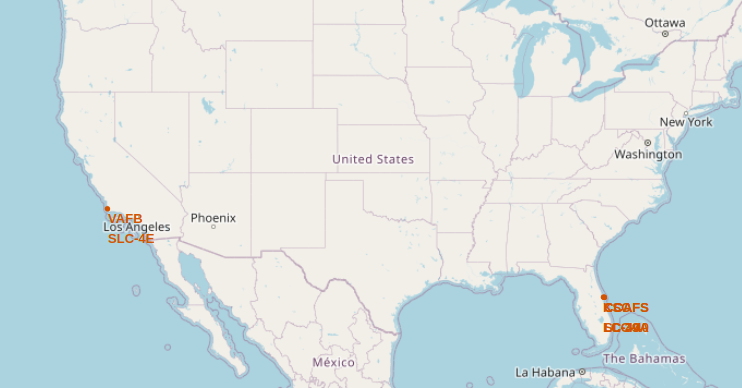 Ottawa
New York
United States
Washington
Phoenix
VAFB
Los Angeles
SLC-4E
The Bahamas
México
La Habana